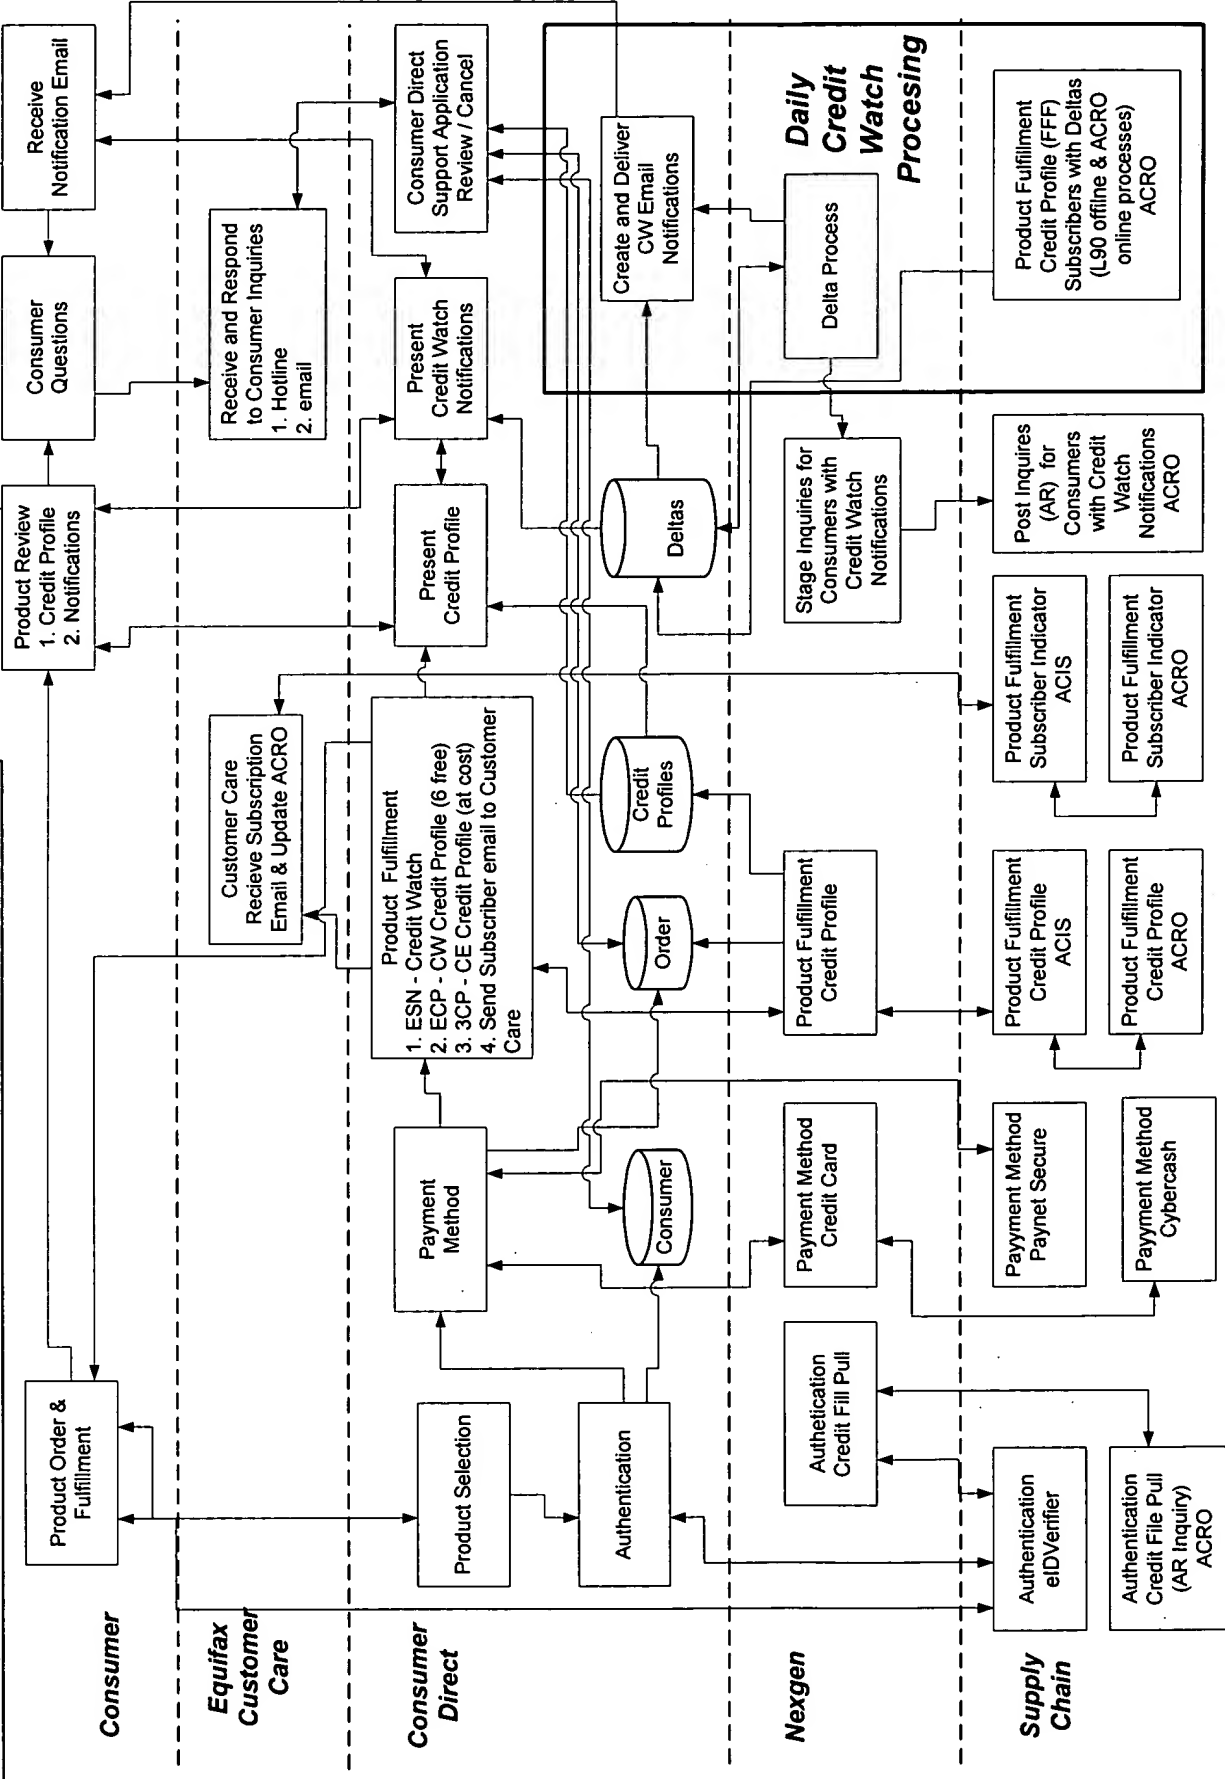 Consumer
Product Order &
Fulfillment
Product Review
1. Credit Profile
2. Notifications
Consumer
Questions
Receive
Notification Email
Equifax
Customer
Care
Customer Care
Recieve Subscription
Email & Update ACRO
Receive and Respond
to Consumer Inquiries
1. Hotline
2. email
Consumer
Direct
Product Selection
Authentication
Payment
Method
Product Fulfillment
1. ESN - Credit Watch
2. ECP - CW Credit Profile (6 free)
3. 3CP - CE Credit Profile (at cost)
4. Send Subscriber email to Customer
Care
Present
Credit Profile
Present
Credit Watch
Notifications
Consumer Direct
Support Application
Review / Cancel
Consumer
Order
Credit
Profiles
Deltas
Create and Deliver
CW Email
Notifications
Nexgen
Authetication
Credit Fill Pull
Payment Method
Credit Card
Product Fulfillment
Credit Profile
Stage Inquiries for
Consumers with
Credit Watch
Notifications
Delta Process
Daily
Credit
Watch
Procesing
Supply
Chain
Authentication
eIDVerifier
Authentication
Credit File Pull
(AR Inquiry)
ACRO
Payyment Method
Paynet Secure
Payyment Method
Cybercash
Product Fulfillment
Credit Profile
ACIS
Product Fulfillment
Credit Profile
ACRO
Product Fulfillment
Subscriber Indicator
ACIS
Product Fulfillment
Subscriber Indicator
ACRO
Post Inquires
(AR) for
Consumers
with Credit
Watch
Notifications
ACRO
Product Fulfillment
Credit Profile (FFF)
Subscribers with Deltas
(L90 offilne & ACRO
online processes)
ACRO